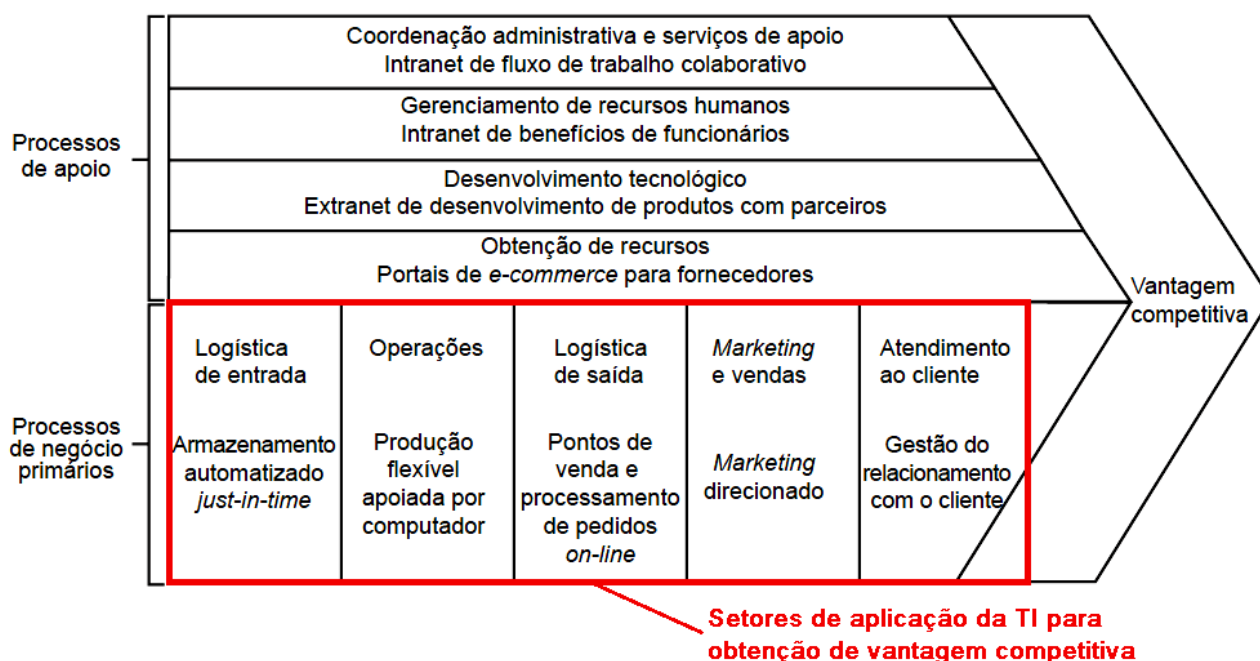 Coordenação administrativa e serviços de apoio
Intranet de fluxo de trabalho colaborativo
Gerenciamento de recursos humanos
Intranet de benefícios de funcionários
Processos
de apoio
Desenvolvimento tecnológico
Extranet de desenvolvimento de produtos com parceiros
Obtenção de recursos
Portais de e-commerce para fornecedores
Vantagem
competitiva
Processos
de negócio
primários
Logística
de entrada
Armazenamento
automatizado
just-in-time
Operações
Produção
flexível
apoiada por
computador
Logística
de saída
Pontos de
venda e
processamento
de pedidos
on-line
Marketing
e vendas
Marketing
direcionado
Atendimento
ao cliente
Gestão do
relacionamento
com o cliente
Setores de aplicação da TI para
obtenção de vantagem competitiva